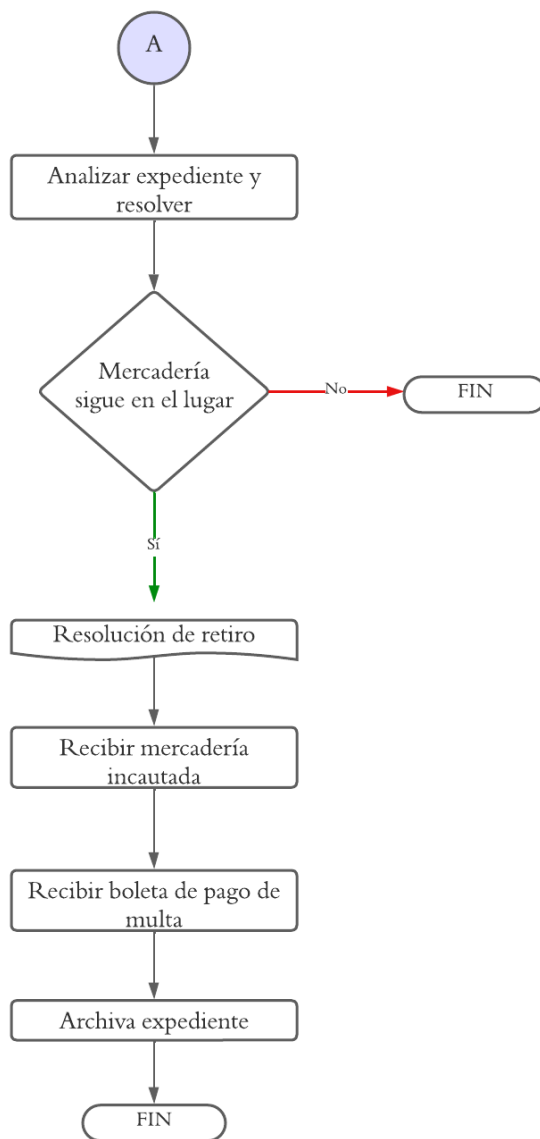 A
Analizar expediente y
resolver
Mercadería
sigue en el lugar
No
FIN
Sí
Resolución de retiro
Recibir mercadería
incautada
Recibir boleta de pago de
multa
Archiva expediente
FIN